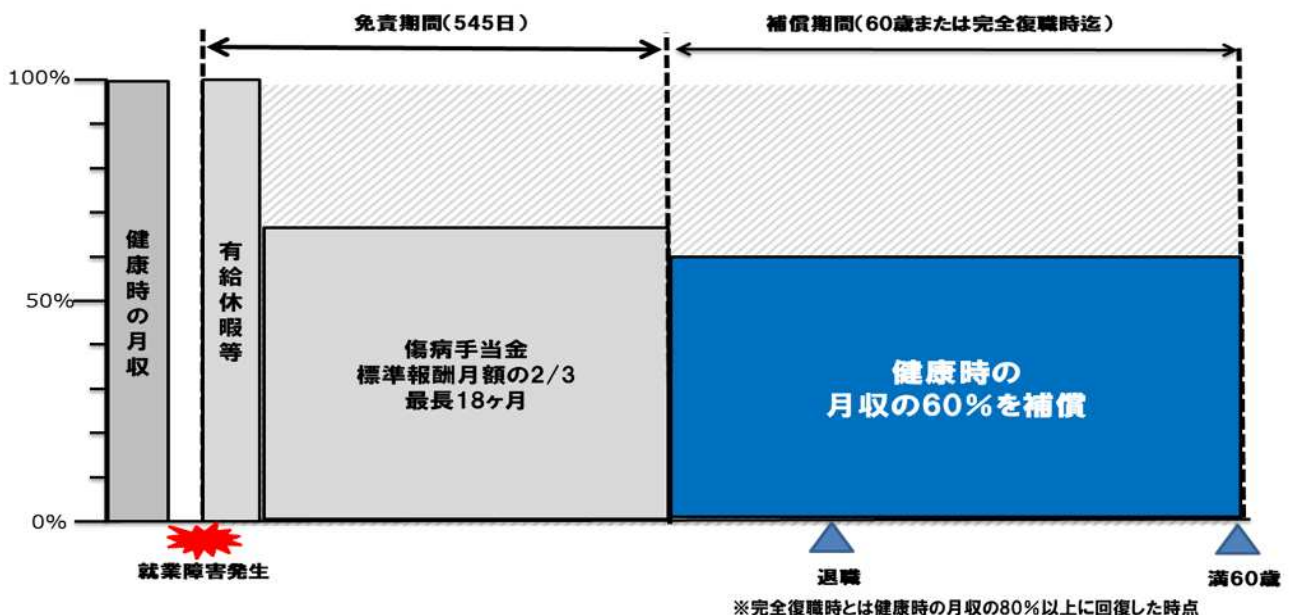 免責期間(545日)
補償期間(60歳または完全復職時迄)
100%
50%
0%
健康時の月収
有給休暇等
傷病手当金
標準報酬月額の2/3
最長18ヶ月
健康時の
月収の60%を補償
就業障害発生
退職
満60歳
※完全復職時とは健康時の月収の80%以上に回復した時点